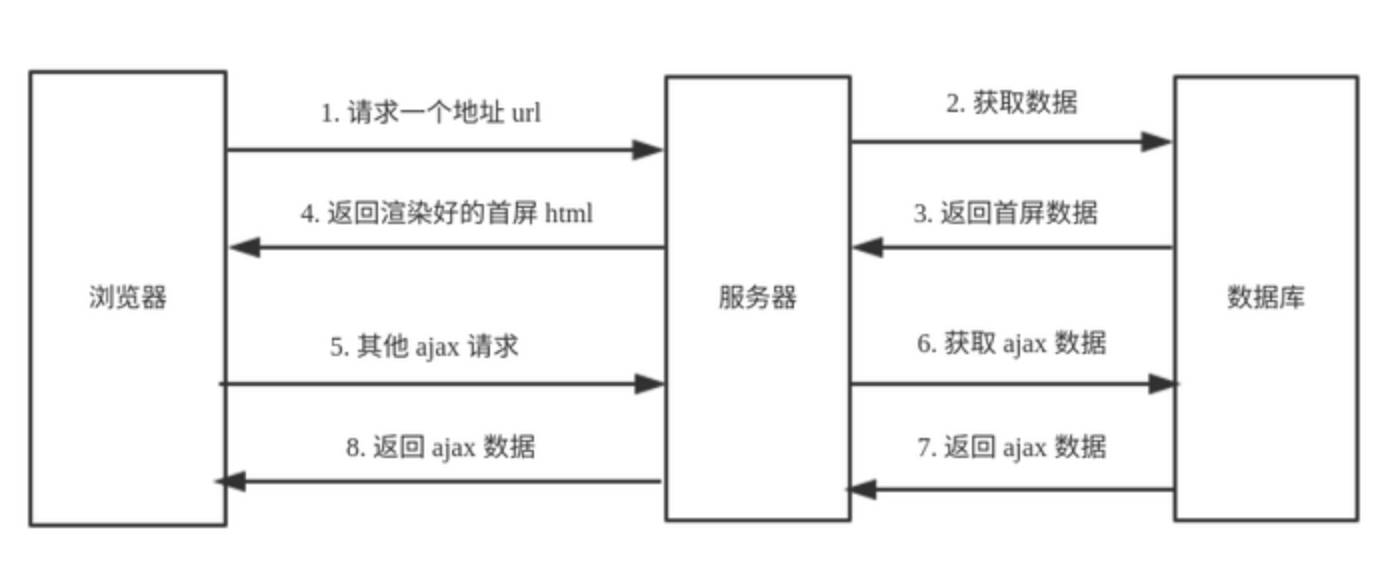 1. 请求一个地址 url
2. 获取数据
4. 返回渲染好的首屏 html
3. 返回首屏数据
浏览器
服务器
数据库
5. 其他 ajax 请求
6. 获取 ajax 数据
8. 返回 ajax 数据
7. 返回 ajax 数据